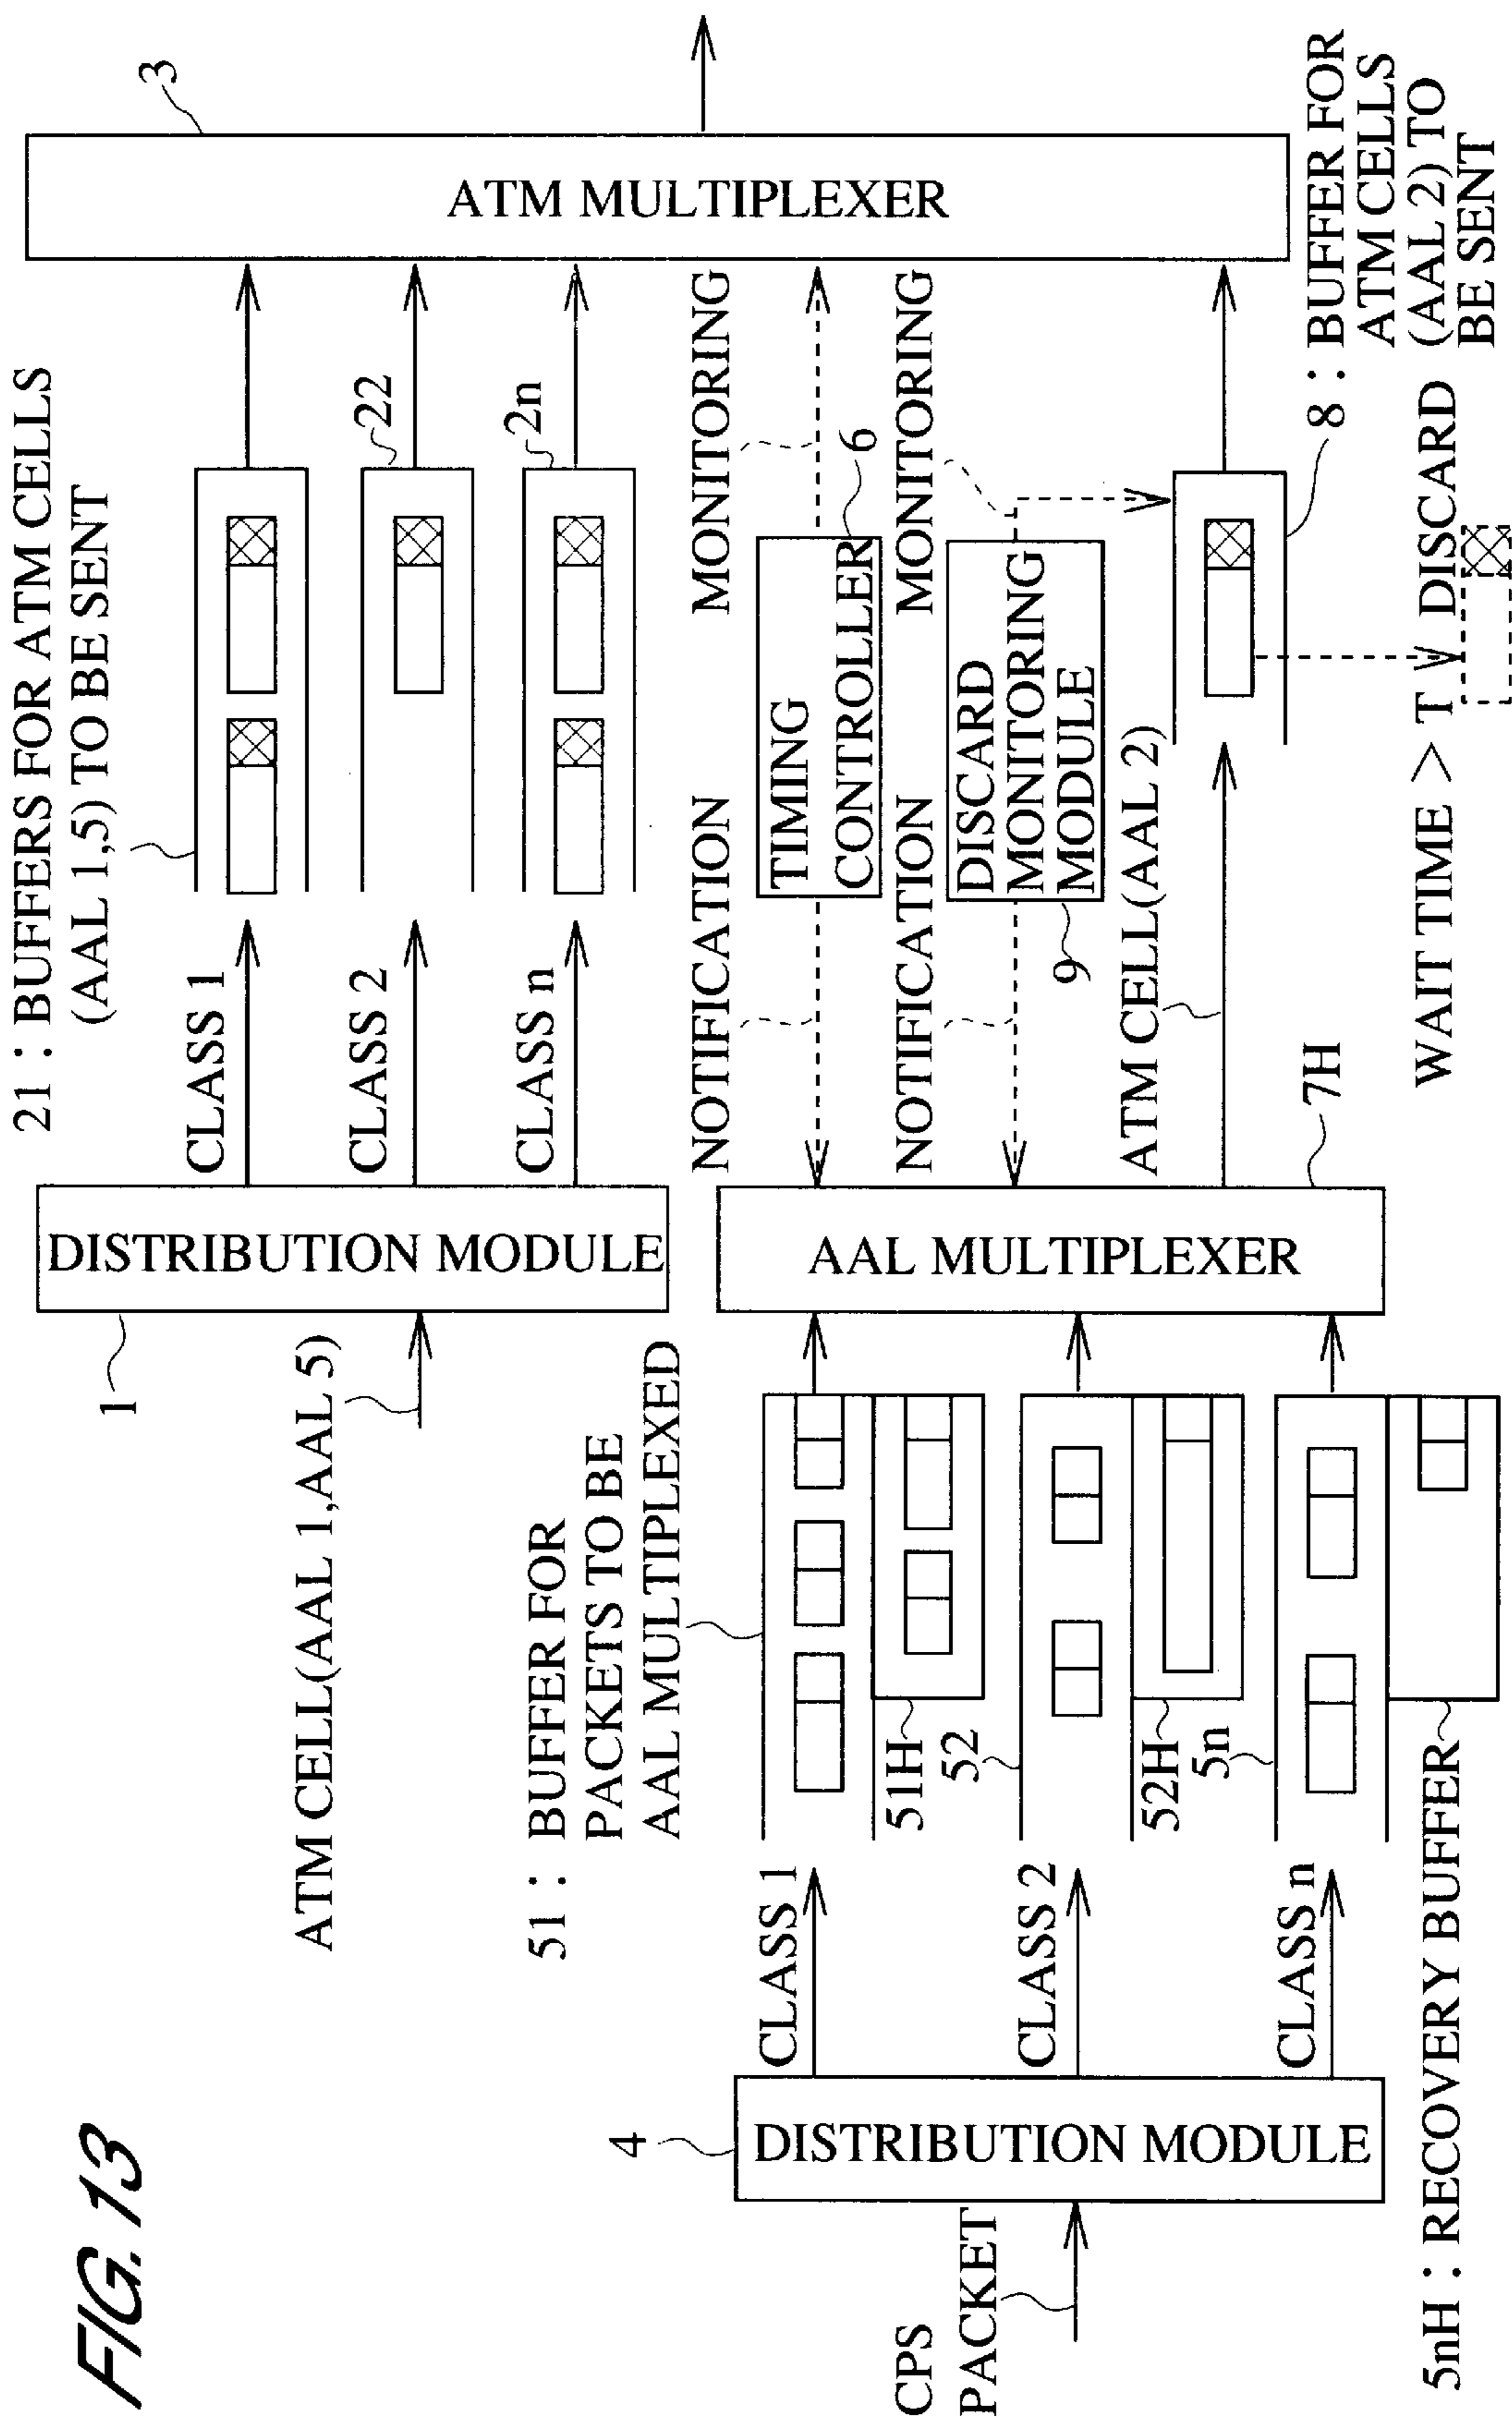 FIG. 13
21 : BUFFERS FOR ATM CELLS
(AAL 1,5) TO BE SENT
3
ATM CELL(AAL 1,AAL 5)
1
DISTRIBUTION MODULE
CLASS 1
CLASS 2
CLASS n
22
2n
ATM MULTIPLEXER
51 : BUFFER FOR
PACKETS TO BE
AAL MULTIPLEXED
NOTIFICATION
MONITORING
TIMING
CONTROLLER
6
NOTIFICATION
MONITORING
DISCARD
MONITORING
MODULE
9
CPS
PACKET
4
DISTRIBUTION MODULE
CLASS 1
CLASS 2
CLASS n
51H
52
52H
5n
AAL MULTIPLEXER
7H
ATM CELL(AAL 2)
8 : BUFFER FOR
ATM CELLS
(AAL 2) TO
BE SENT
5nH : RECOVERY BUFFER
WAIT TIME > T
DISCARD